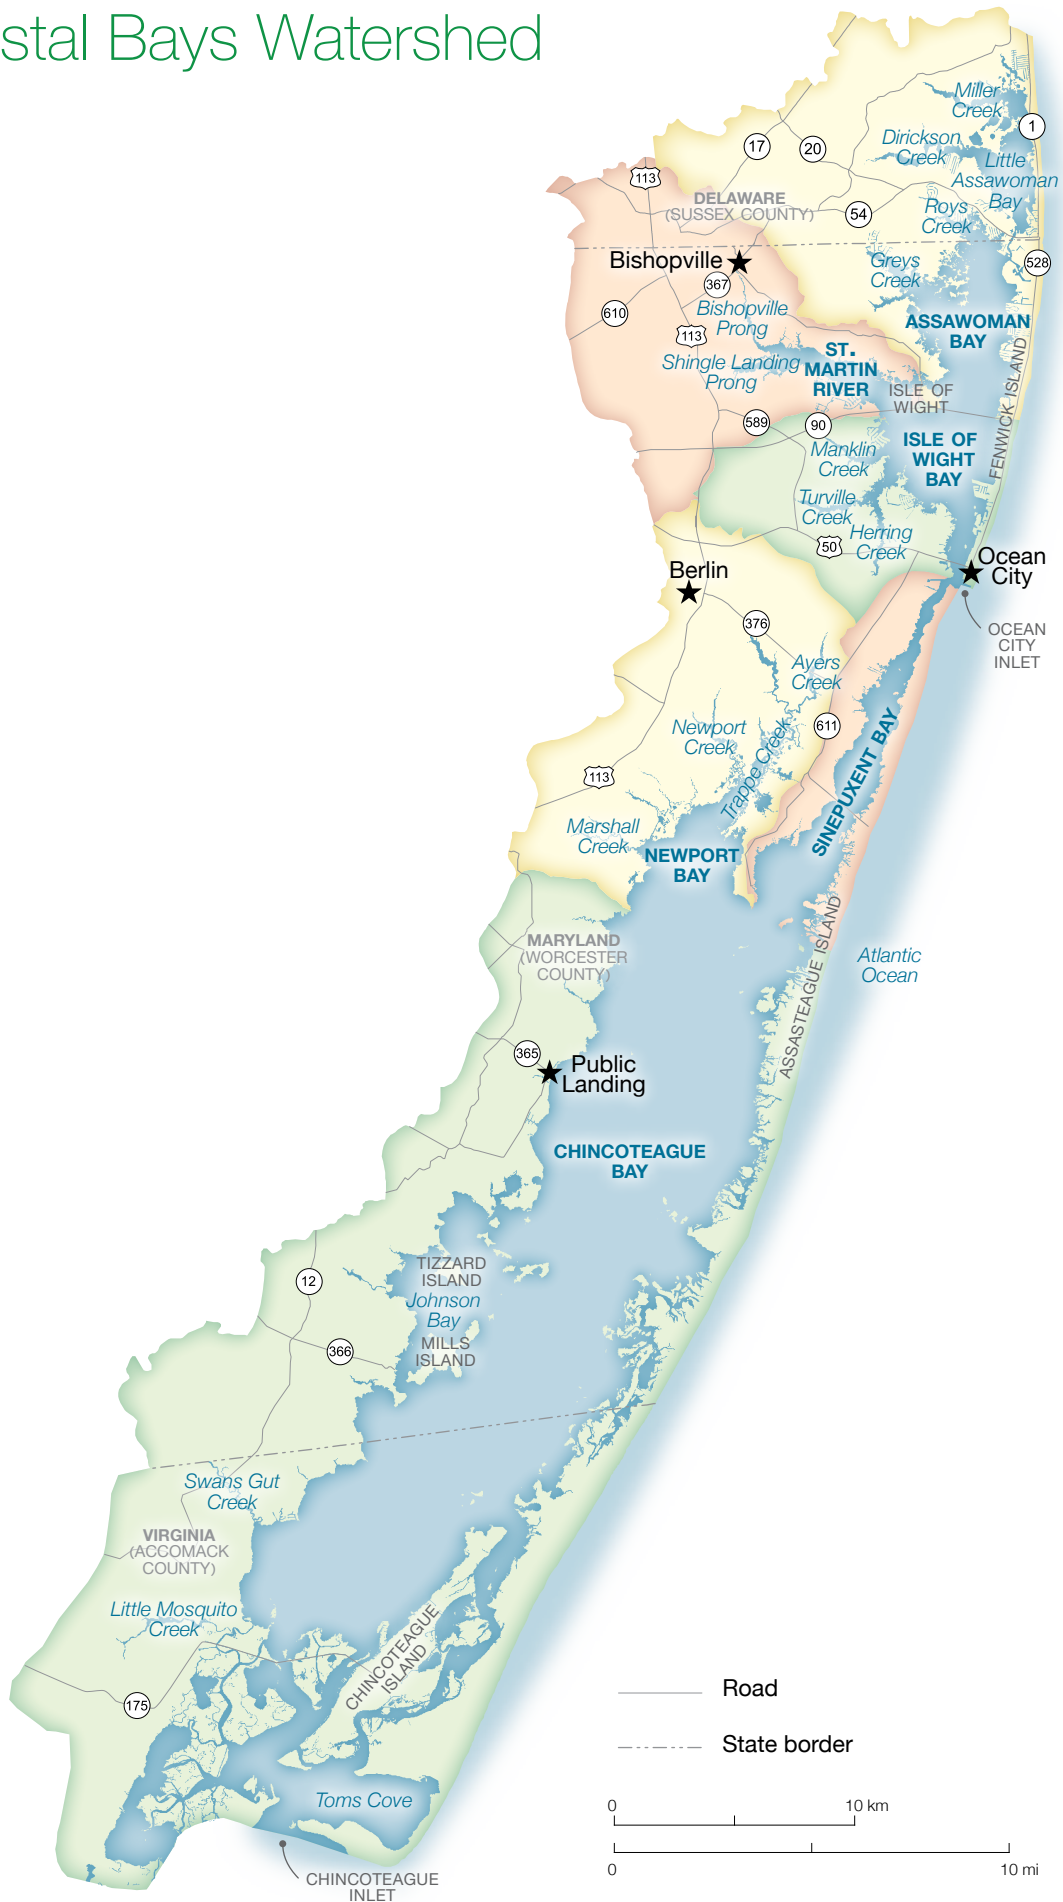 stal Bays Watershed
Miller
Creek
1
Dirickson
Creek
17
20
Little
Assawoman
Bay
113
DELAWARE
(SUSSEX COUNTY)
54
Roys
Creek
Bishopville
Greys
Creek
528
367
610
Bishopville
Prong
ASSAWOMAN
BAY
113
ST.
MARTIN
RIVER
Shingle Landing
Prong
ISLE OF
WIGHT
FENWICK ISLAND
589
90
ISLE OF
WIGHT
BAY
Manklin
Creek
Turville
Creek
Herring
Creek
50
Ocean
City
Berlin
376
OCEAN
CITY
INLET
Ayers
Creek
611
Newport
Creek
Trappe Creek
SINEPUXENT BAY
113
Marshall
Creek
NEWPORT
BAY
MARYLAND
(WORCESTER
COUNTY)
ASSASTEAGUE ISLAND
Atlantic
Ocean
365
Public
Landing
CHINCOTEAGUE
BAY
TIZZARD
ISLAND
12
Johnson
Bay
366
MILLS
ISLAND
Swans Gut
Creek
VIRGINIA
(ACCOMACK
COUNTY)
Little Mosquito
Creek
CHINCOTEAGUE
ISLAND
175
Road
State border
Toms Cove
0
10 km
0
10 mi
CHINCOTEAGUE
INLET